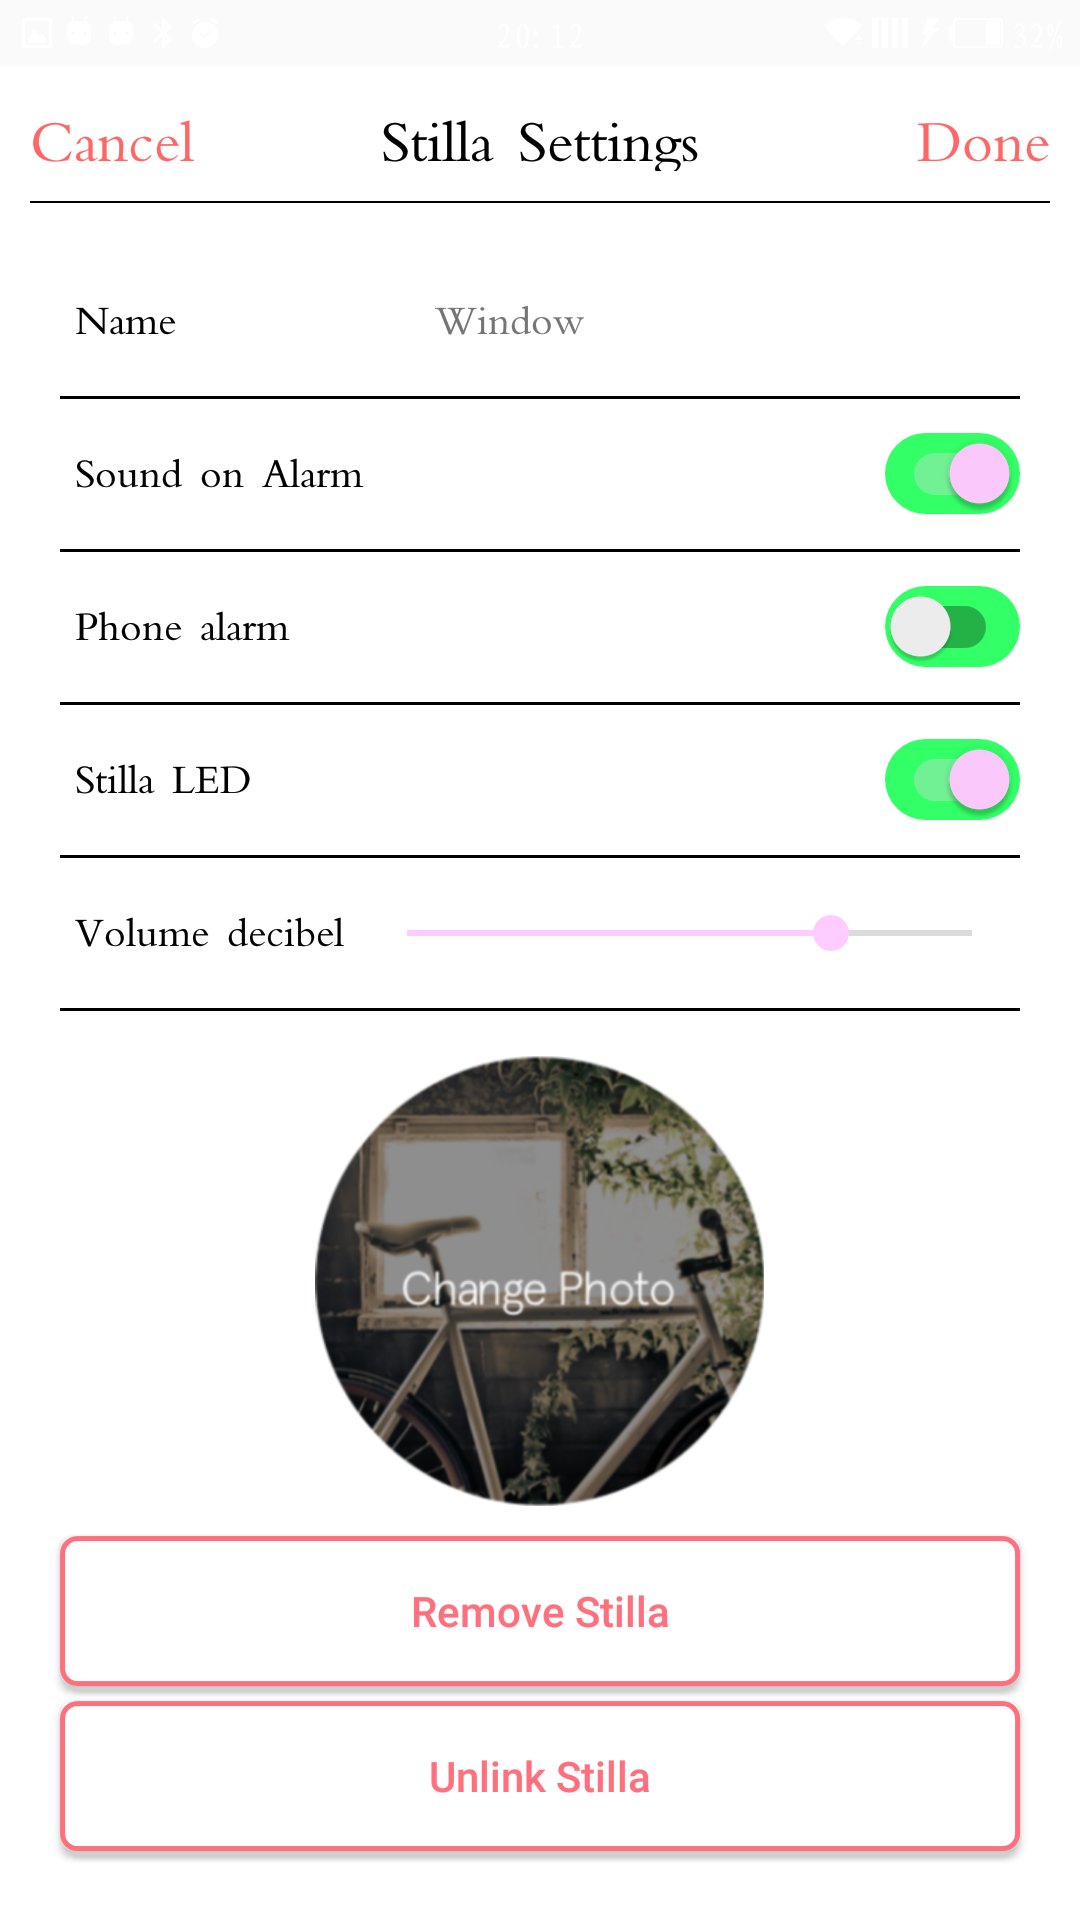 20:12 32%
Cancel Stilla Settings Done
Name Window
Sound on Alarm
Phone alarm
Stilla LED
Volume decibel
Change Photo
Remove Stilla
Unlink Stilla